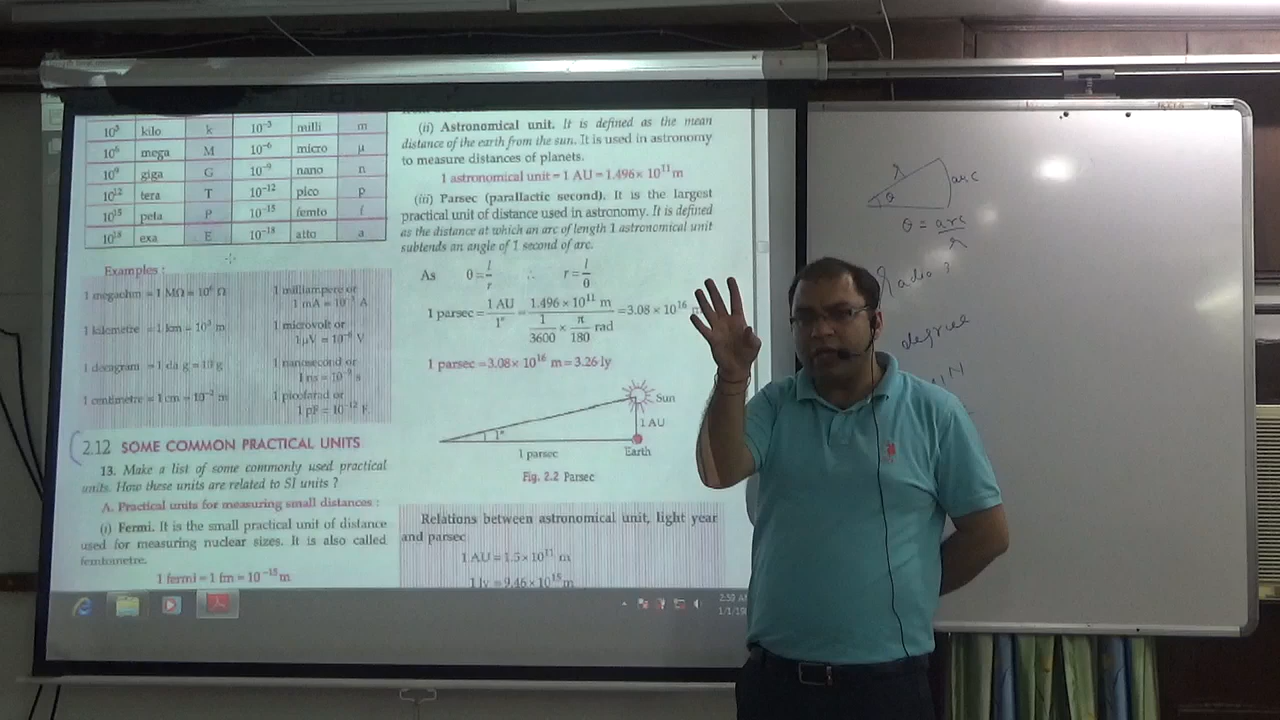 10³ kilo k 10⁻³ milli m
10⁶ mega M 10⁻⁶ micro μ
10⁹ giga G 10⁻⁹ nano n
10¹² tera T 10⁻¹² pico p
10¹⁵ peta P 10⁻¹⁵ femto f
10¹⁸ exa E 10⁻¹⁸ atto a
Examples :
1 megaohm = 1 MΩ = 10⁶ Ω
1 kilometre = 1 km = 10³ m
1 decagram = 1 da g = 10 g
1 centimetre = 1 cm = 10⁻² m
1 milliampere or
1 mA = 10⁻³ A
1 microvolt or
1 μV = 10⁻⁶ V
1 nanosecond or
1 ns = 10⁻⁹ s
1 picofarad or
1 pF = 10⁻¹² F.
2.12 SOME COMMON PRACTICAL UNITS
13. Make a list of some commonly used practical
units. How these units are related to SI units ?
A. Practical units for measuring small distances :
(i) Fermi. It is the small practical unit of distance
used for measuring nuclear sizes. It is also called
femtometre.
1 fermi = 1 fm = 10⁻¹⁵ m
(ii) Astronomical unit. It is defined as the mean
distance of the earth from the sun. It is used in astronomy
to measure distances of planets.
1 astronomical unit = 1 AU = 1.496 × 10¹¹ m
(iii) Parsec (parallactic second). It is the largest
practical unit of distance used in astronomy. It is defined
as the distance at which an arc of length 1 astronomical unit
subtends an angle of 1 second of arc.
As θ = l/r ∴ r = l/θ
1 parsec = 1 AU / 1" = 1.496 × 10¹¹ m / (1/3600 × π/180 rad) = 3.08 × 10¹⁶
1 parsec = 3.08 × 10¹⁶ m = 3.26 ly
Sun
1"
1 AU
1 parsec
Earth
Fig. 2.2 Parsec
Relations between astronomical unit, light year
and parsec
1 AU = 1.5 × 10¹¹ m
1 ly = 9.46 × 10¹⁵ m
2:59 A
r
arc
θ
θ = arc/r
Radio?
degree